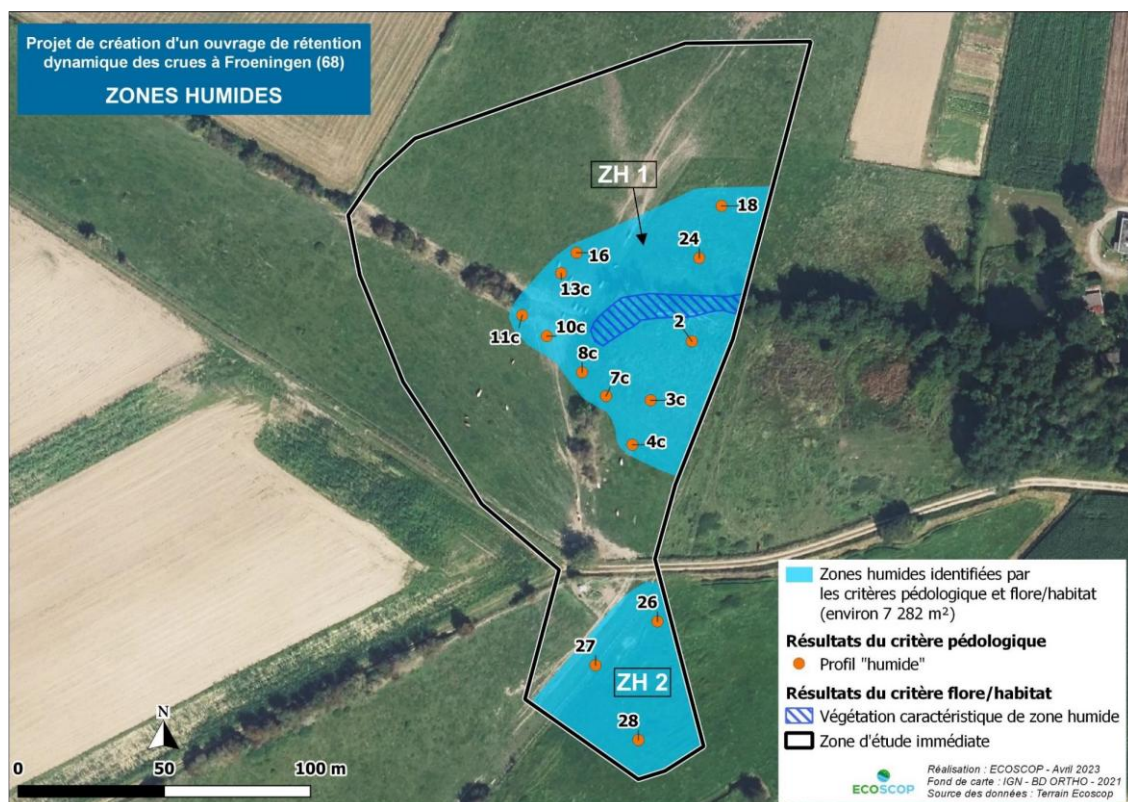 Projet de création d'un ouvrage de rétention
dynamique des crues à Froeningen (68)
ZONES HUMIDES
ZH 1
18
24
16
13c
11c
10c
2
8c
7c
3c
4c
26
27
ZH 2
28
N
0 50 100 m
Zones humides identifiées par
les critères pédologique et flore/habitat
(environ 7 282 m²)
Résultats du critère pédologique
Profil "humide"
Résultats du critère flore/habitat
Végétation caractéristique de zone humide
Zone d'étude immédiate
ECOSCOP
Réalisation : ECOSCOP - Avril 2023
Fond de carte : IGN - BD ORTHO - 2021
Source des données : Terrain Ecoscop